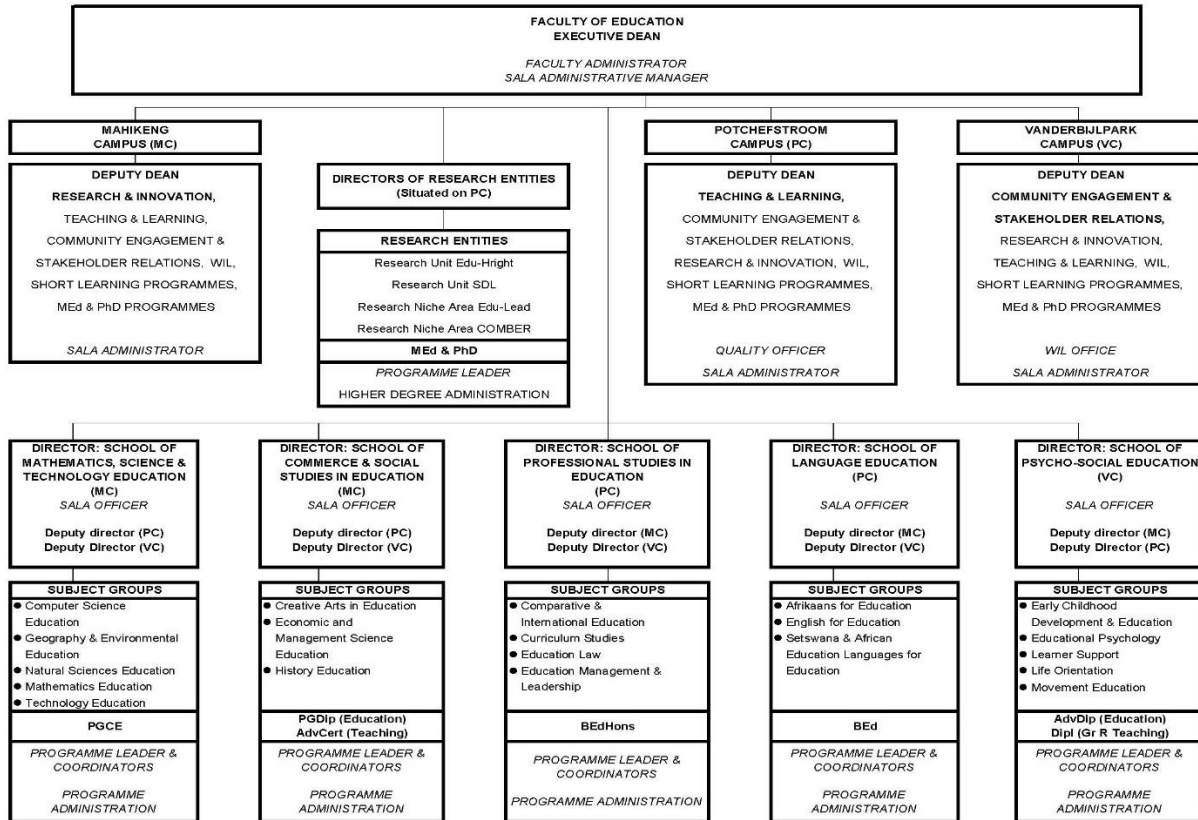 FACULTY OF EDUCATION
EXECUTIVE DEAN
FACULTY ADMINISTRATOR
SALA ADMINISTRATIVE MANAGER
MAHIKENG
CAMPUS (MC)
DEPUTY DEAN
RESEARCH & INNOVATION,
TEACHING & LEARNING,
COMMUNITY ENGAGEMENT &
STAKEHOLDER RELATIONS, WIL,
SHORT LEARNING PROGRAMMES,
MEd & PhD PROGRAMMES
SALA ADMINISTRATOR
DIRECTORS OF RESEARCH ENTITIES
(Situated on PC)
RESEARCH ENTITIES
Research Unit Edu-Hright
Research Unit SDL
Research Niche Area Edu-Lead
Research Niche Area COMBER
MEd & PhD
PROGRAMME LEADER
HIGHER DEGREE ADMINISTRATION
POTCHEFSTROOM
CAMPUS (PC)
DEPUTY DEAN
TEACHING & LEARNING,
COMMUNITY ENGAGEMENT &
STAKEHOLDER RELATIONS,
RESEARCH & INNOVATION, WIL,
SHORT LEARNING PROGRAMMES,
MEd & PhD PROGRAMMES
QUALITY OFFICER
SALA ADMINISTRATOR
VANDERBIJLPARK
CAMPUS (VC)
DEPUTY DEAN
COMMUNITY ENGAGEMENT &
STAKEHOLDER RELATIONS,
RESEARCH & INNOVATION,
TEACHING & LEARNING, WIL,
SHORT LEARNING PROGRAMMES,
MEd & PhD PROGRAMMES
WIL OFFICE
SALA ADMINISTRATOR
DIRECTOR: SCHOOL OF
MATHEMATICS, SCIENCE &
TECHNOLOGY EDUCATION
(MC)
SALA OFFICER
Deputy director (PC)
Deputy Director (VC)
SUBJECT GROUPS
● Computer Science
Education
● Geography & Environmental
Education
● Natural Sciences Education
● Mathematics Education
● Technology Education
PGCE
PROGRAMME LEADER &
COORDINATORS
PROGRAMME
ADMINISTRATION
DIRECTOR: SCHOOL OF
COMMERCE & SOCIAL
STUDIES IN EDUCATION
(MC)
SALA OFFICER
Deputy director (PC)
Deputy Director (VC)
SUBJECT GROUPS
● Creative Arts in Education
● Economic and
Management Science
Education
● History Education
PGDip (Education)
AdvCert (Teaching)
PROGRAMME LEADER &
COORDINATORS
PROGRAMME
ADMINISTRATION
DIRECTOR: SCHOOL OF
PROFESSIONAL STUDIES IN
EDUCATION
(PC)
SALA OFFICER
Deputy director (MC)
Deputy Director (VC)
SUBJECT GROUPS
● Comparative &
International Education
● Curriculum Studies
● Education Law
● Education Management &
Leadership
BEdHons
PROGRAMME LEADER &
COORDINATORS
PROGRAMME ADMINISTRATION
DIRECTOR: SCHOOL OF
LANGUAGE EDUCATION
(PC)
SALA OFFICER
Deputy director (MC)
Deputy Director (VC)
SUBJECT GROUPS
● Afrikaans for Education
● English for Education
● Setswana & African
Education Languages for
Education
BEd
PROGRAMME LEADER &
COORDINATORS
PROGRAMME
ADMINISTRATION
DIRECTOR: SCHOOL OF
PSYCHO-SOCIAL EDUCATION
(VC)
SALA OFFICER
Deputy director (MC)
Deputy Director (PC)
SUBJECT GROUPS
● Early Childhood
Development & Education
● Educational Psychology
● Learner Support
● Life Orientation
● Movement Education
AdvDip (Education)
Dipl (Gr R Teaching)
PROGRAMME LEADER &
COORDINATORS
PROGRAMME
ADMINISTRATION